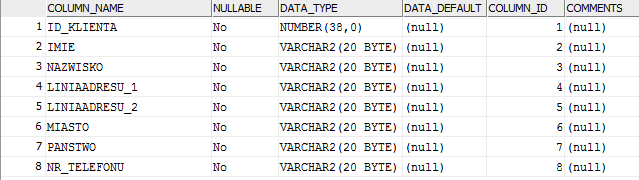 COLUMN_NAME NULLABLE DATA_TYPE DATA_DEFAULT COLUMN_ID COMMENTS
1 ID_KLIENTA No NUMBER(38,0) (null) 1 (null)
2 IMIE No VARCHAR2(20 BYTE) (null) 2 (null)
3 NAZWISKO No VARCHAR2(20 BYTE) (null) 3 (null)
4 LINIAADRESU_1 No VARCHAR2(20 BYTE) (null) 4 (null)
5 LINIAADRESU_2 No VARCHAR2(20 BYTE) (null) 5 (null)
6 MIASTO No VARCHAR2(20 BYTE) (null) 6 (null)
7 PANSTWO No VARCHAR2(20 BYTE) (null) 7 (null)
8 NR_TELEFONU No VARCHAR2(20 BYTE) (null) 8 (null)